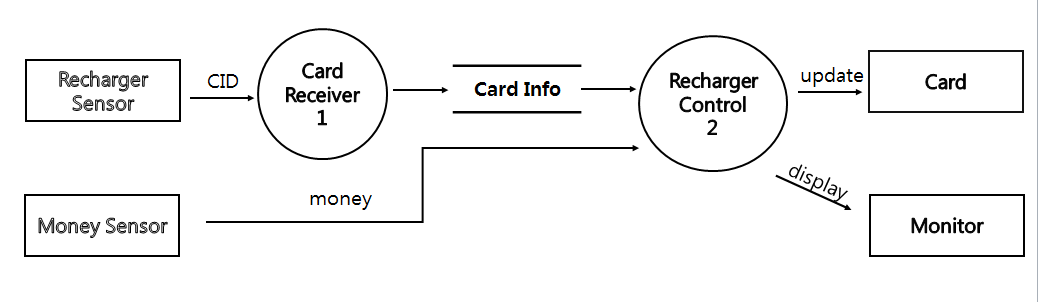 Recharger
Sensor
CID
Card
Receiver
1
Card Info
Recharger
Control
2
update
Card
Money Sensor
money
display
Monitor